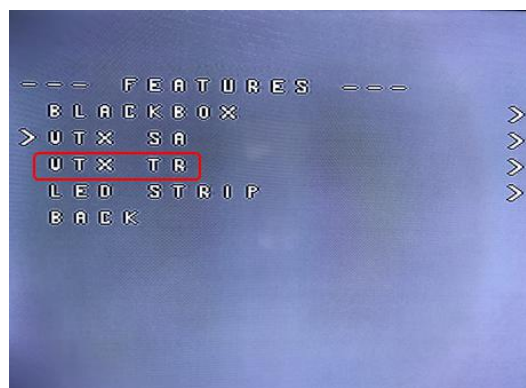 --- FEATURES ---
BLACKBOX >
> VTX SA >
VTX TR >
LED STRIP >
BACK